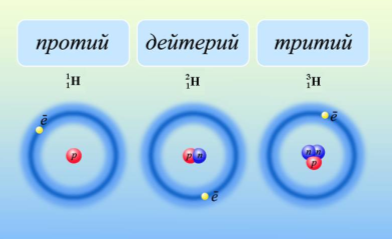 протий дейтерий тритий
¹₁H ²₁H ³₁H
ē ē
p p n n n
p
ē